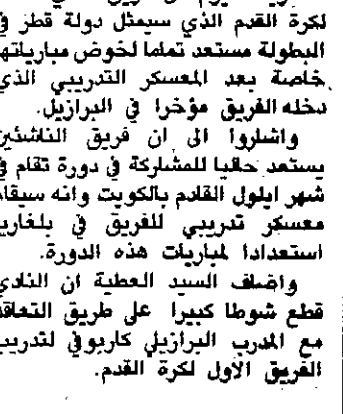 لكرة القدم الذي سيمثل دولة قطر في
البطولة مستعد تماما لخوض مبارياتها
خاصة بعد المعسكر التدريبي الذي
دخله الفريق مؤخرا في البرازيل.
واشاروا الى ان فريق الناشئين
يستعد حاليا للمشاركة في دورة تقام في
شهر ايلول القادم بالكويت وانه سيقام
معسكر تدريبي للفريق في بلغاريا
استعدادا لمباريات هذه الدورة.
واضاف السيد العطية ان النادي
قطع شوطا كبيرا على طريق التعاقد
مع المدرب البرازيلي كاربوفي لتدريب
الفريق الاول لكرة القدم.